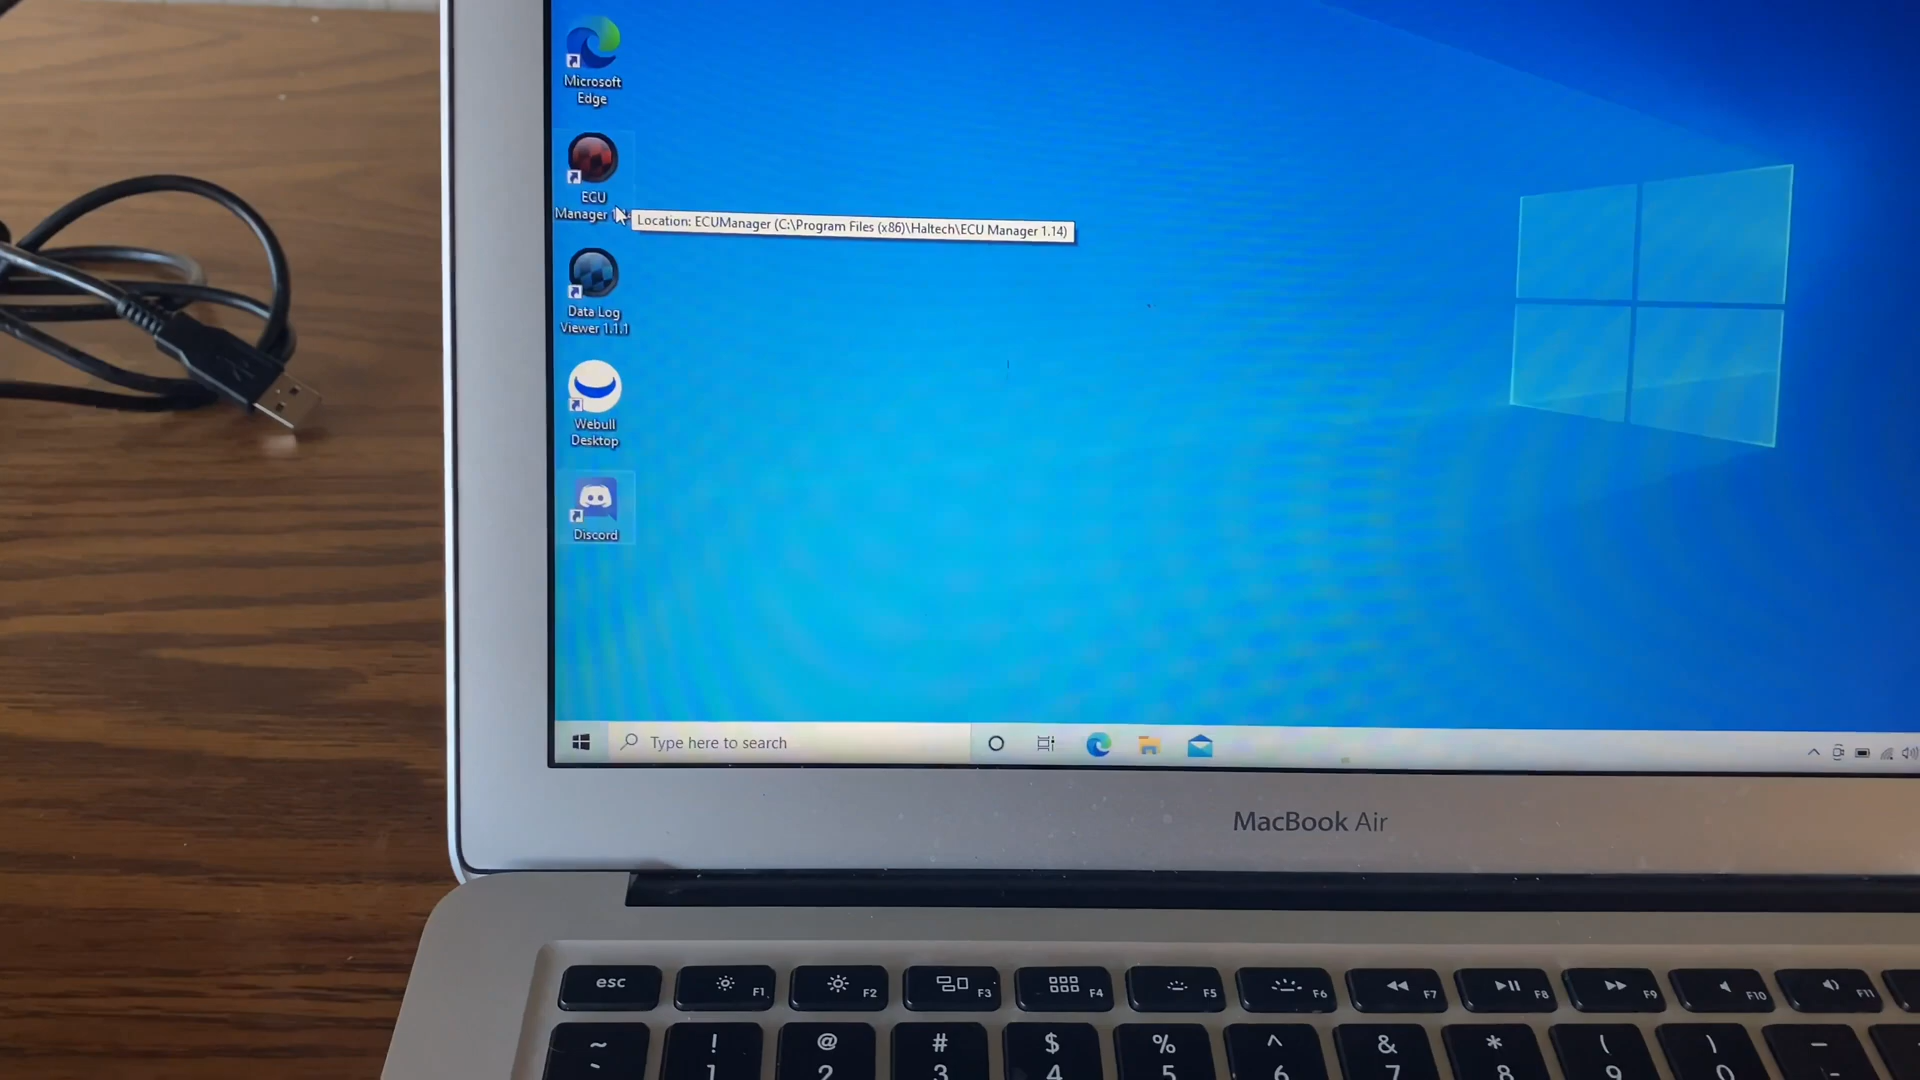 Microsoft
Edge
ECU
Manager
Location: ECUManager (C:\Program Files (x86)\Haltech\ECU Manager 1.14)
Data Log
Viewer 1.1.1
Webull
Desktop
Discord
Type here to search
MacBook Air
esc
F1
F2
F3
F4
F5
F6
F7
F8
F9
F10
F11
~ ! @ # $ % ^ & * ( ) —
` 1 2 3 4 5 6 7 8 9 0 -